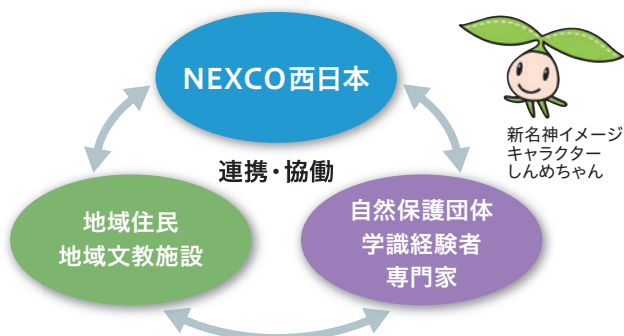 NEXCO西日本
新名神イメージ
キャラクター
しんめちゃん
連携・協働
地域住民
地域文教施設
自然保護団体
学識経験者
専門家